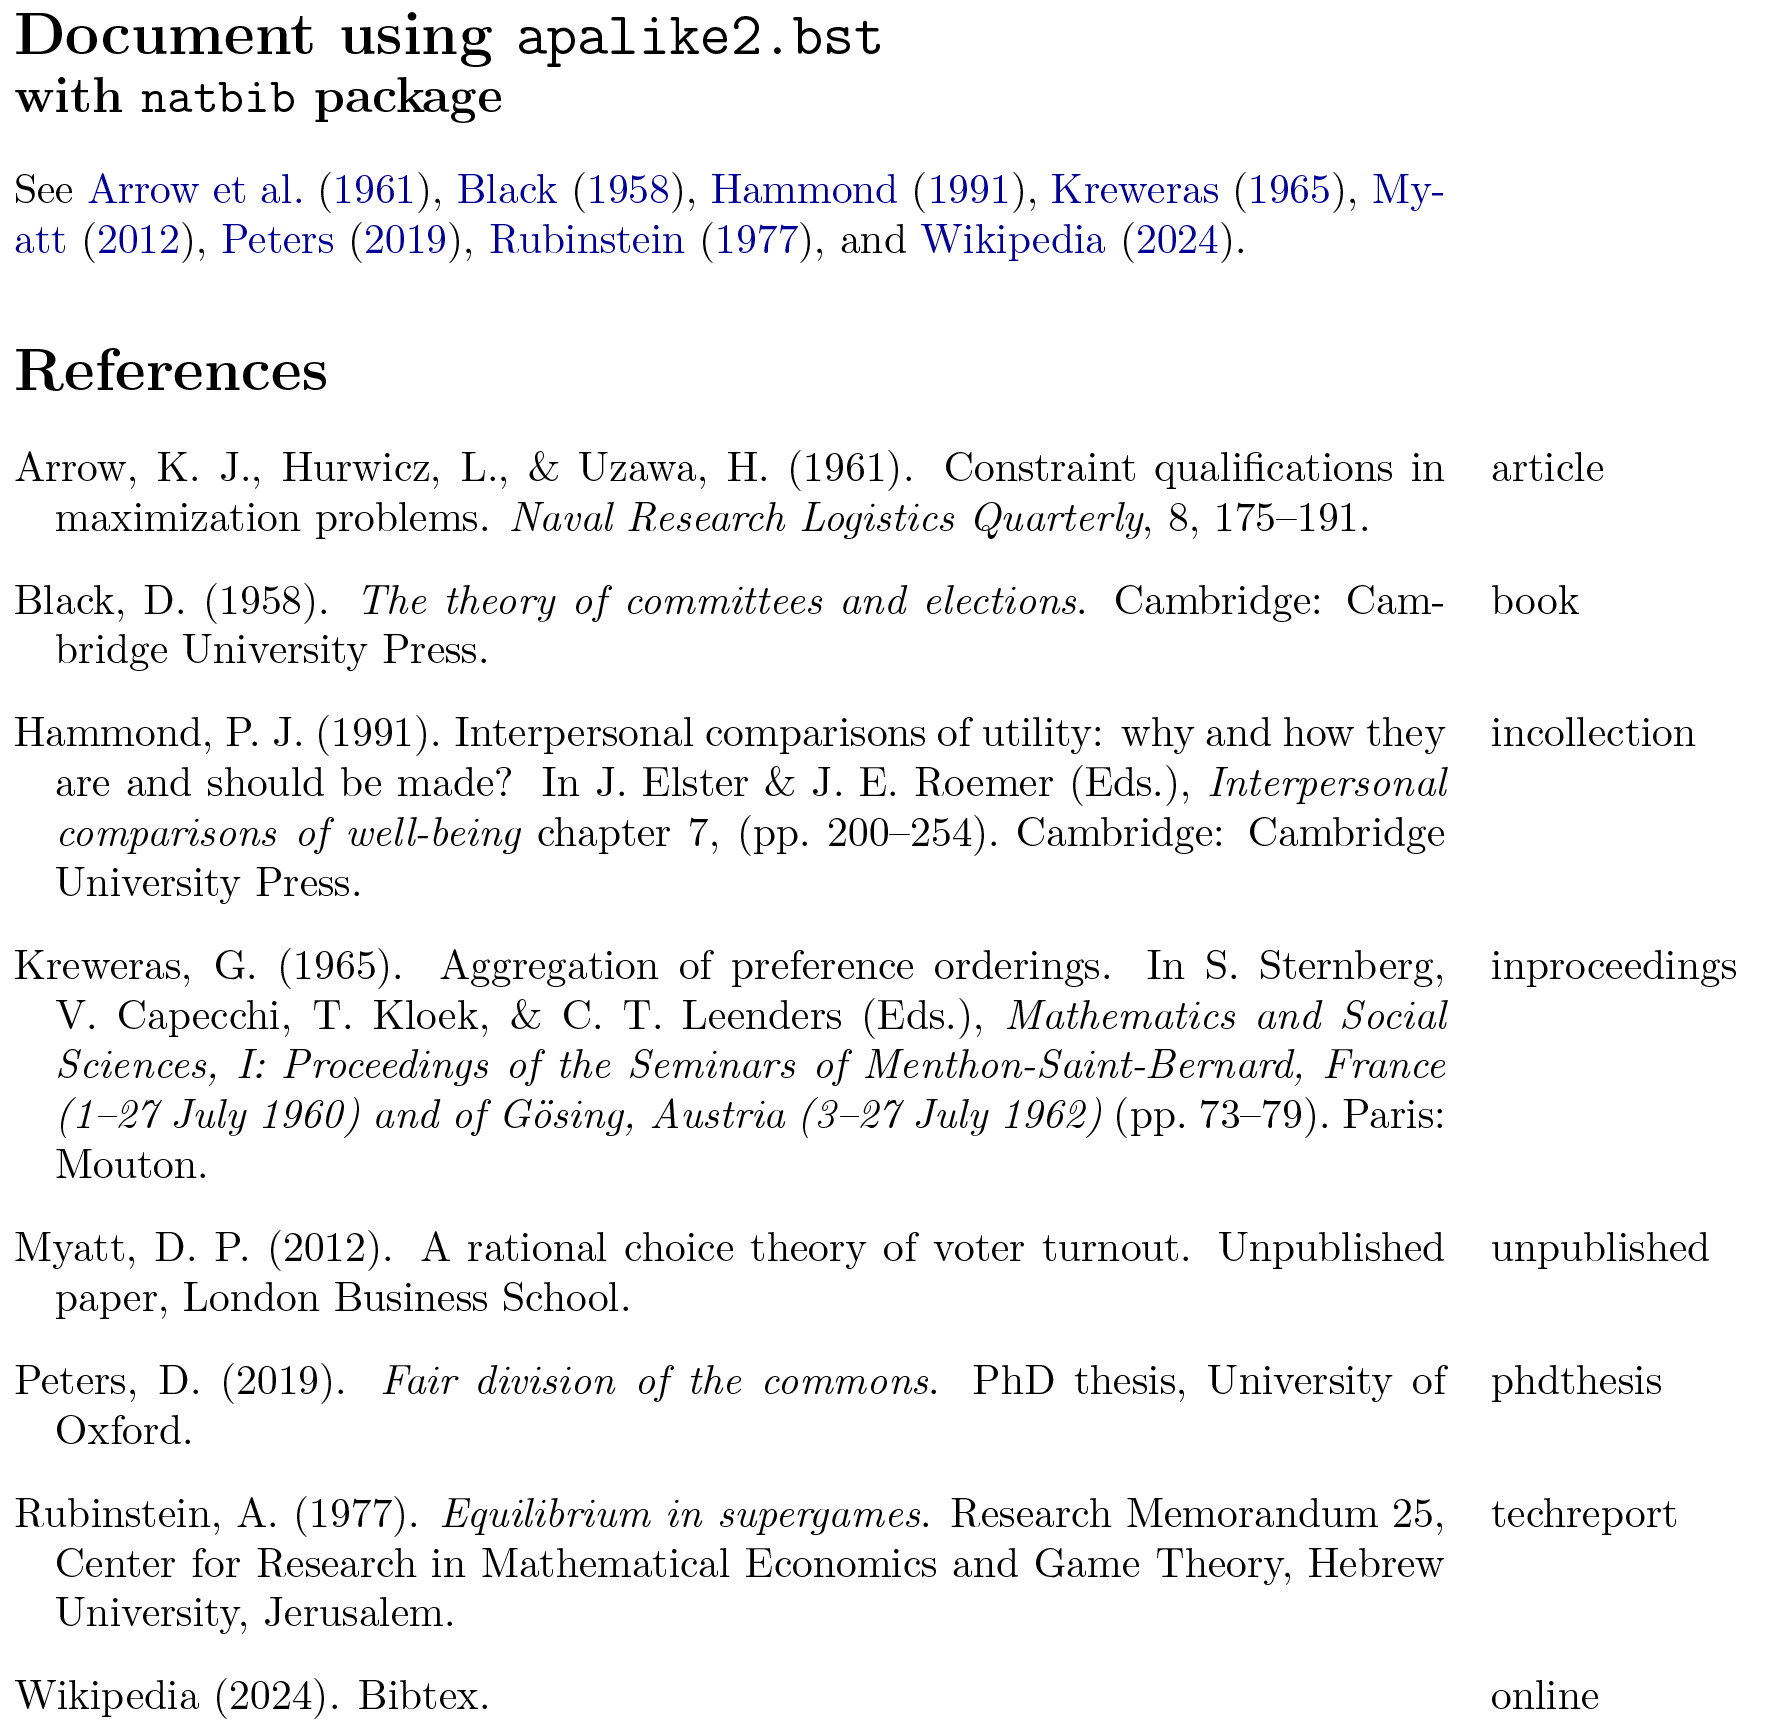 Document using apalike2.bst
with natbib package
See Arrow et al. (1961), Black (1958), Hammond (1991), Kreweras (1965), My-
att (2012), Peters (2019), Rubinstein (1977), and Wikipedia (2024).
References
Arrow, K. J., Hurwicz, L., & Uzawa, H. (1961). Constraint qualifications in article
maximization problems. Naval Research Logistics Quarterly, 8, 175–191.
Black, D. (1958). The theory of committees and elections. Cambridge: Cam- book
bridge University Press.
Hammond, P. J. (1991). Interpersonal comparisons of utility: why and how they incollection
are and should be made? In J. Elster & J. E. Roemer (Eds.), Interpersonal
comparisons of well-being chapter 7, (pp. 200–254). Cambridge: Cambridge
University Press.
Kreweras, G. (1965). Aggregation of preference orderings. In S. Sternberg, inproceedings
V. Capecchi, T. Kloek, & C. T. Leenders (Eds.), Mathematics and Social
Sciences, I: Proceedings of the Seminars of Menthon-Saint-Bernard, France
(1–27 July 1960) and of Gösing, Austria (3–27 July 1962) (pp. 73–79). Paris:
Mouton.
Myatt, D. P. (2012). A rational choice theory of voter turnout. Unpublished unpublished
paper, London Business School.
Peters, D. (2019). Fair division of the commons. PhD thesis, University of phdthesis
Oxford.
Rubinstein, A. (1977). Equilibrium in supergames. Research Memorandum 25, techreport
Center for Research in Mathematical Economics and Game Theory, Hebrew
University, Jerusalem.
Wikipedia (2024). Bibtex. online